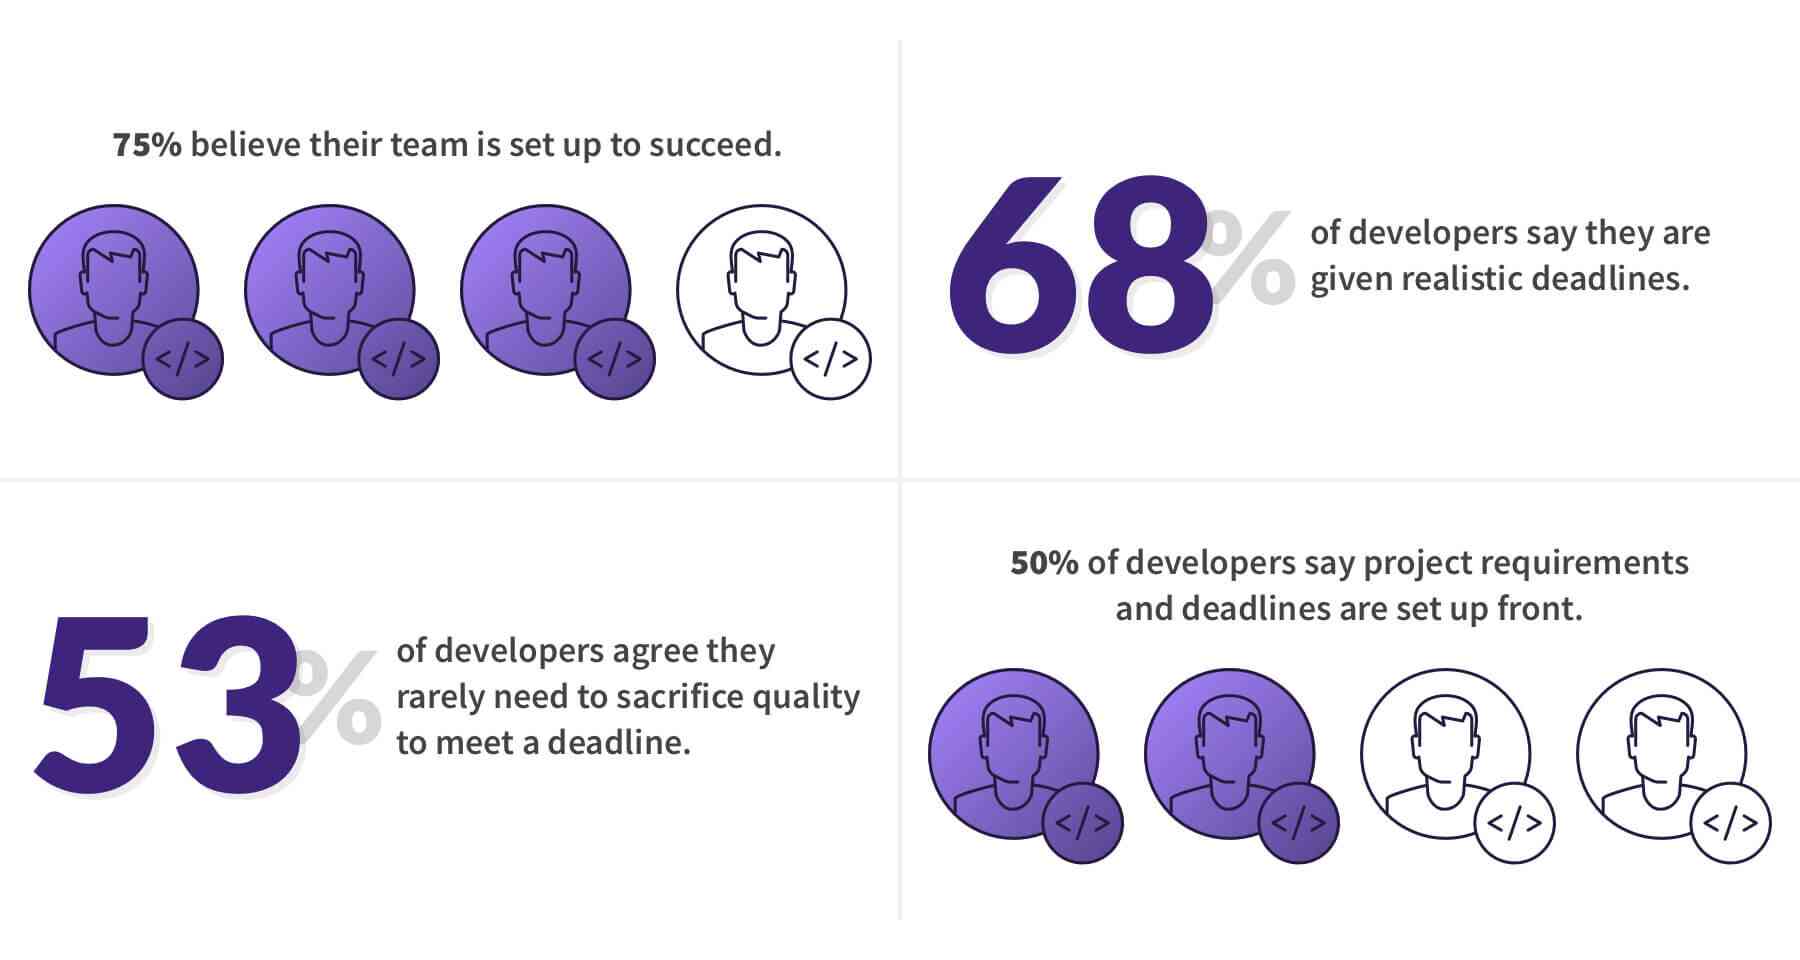 75% believe their team is set up to succeed.
</>
</>
</>
</>
68%
of developers say they are
given realistic deadlines.
53%
of developers agree they
rarely need to sacrifice quality
to meet a deadline.
50% of developers say project requirements
and deadlines are set up front.
</>
</>
</>
</>